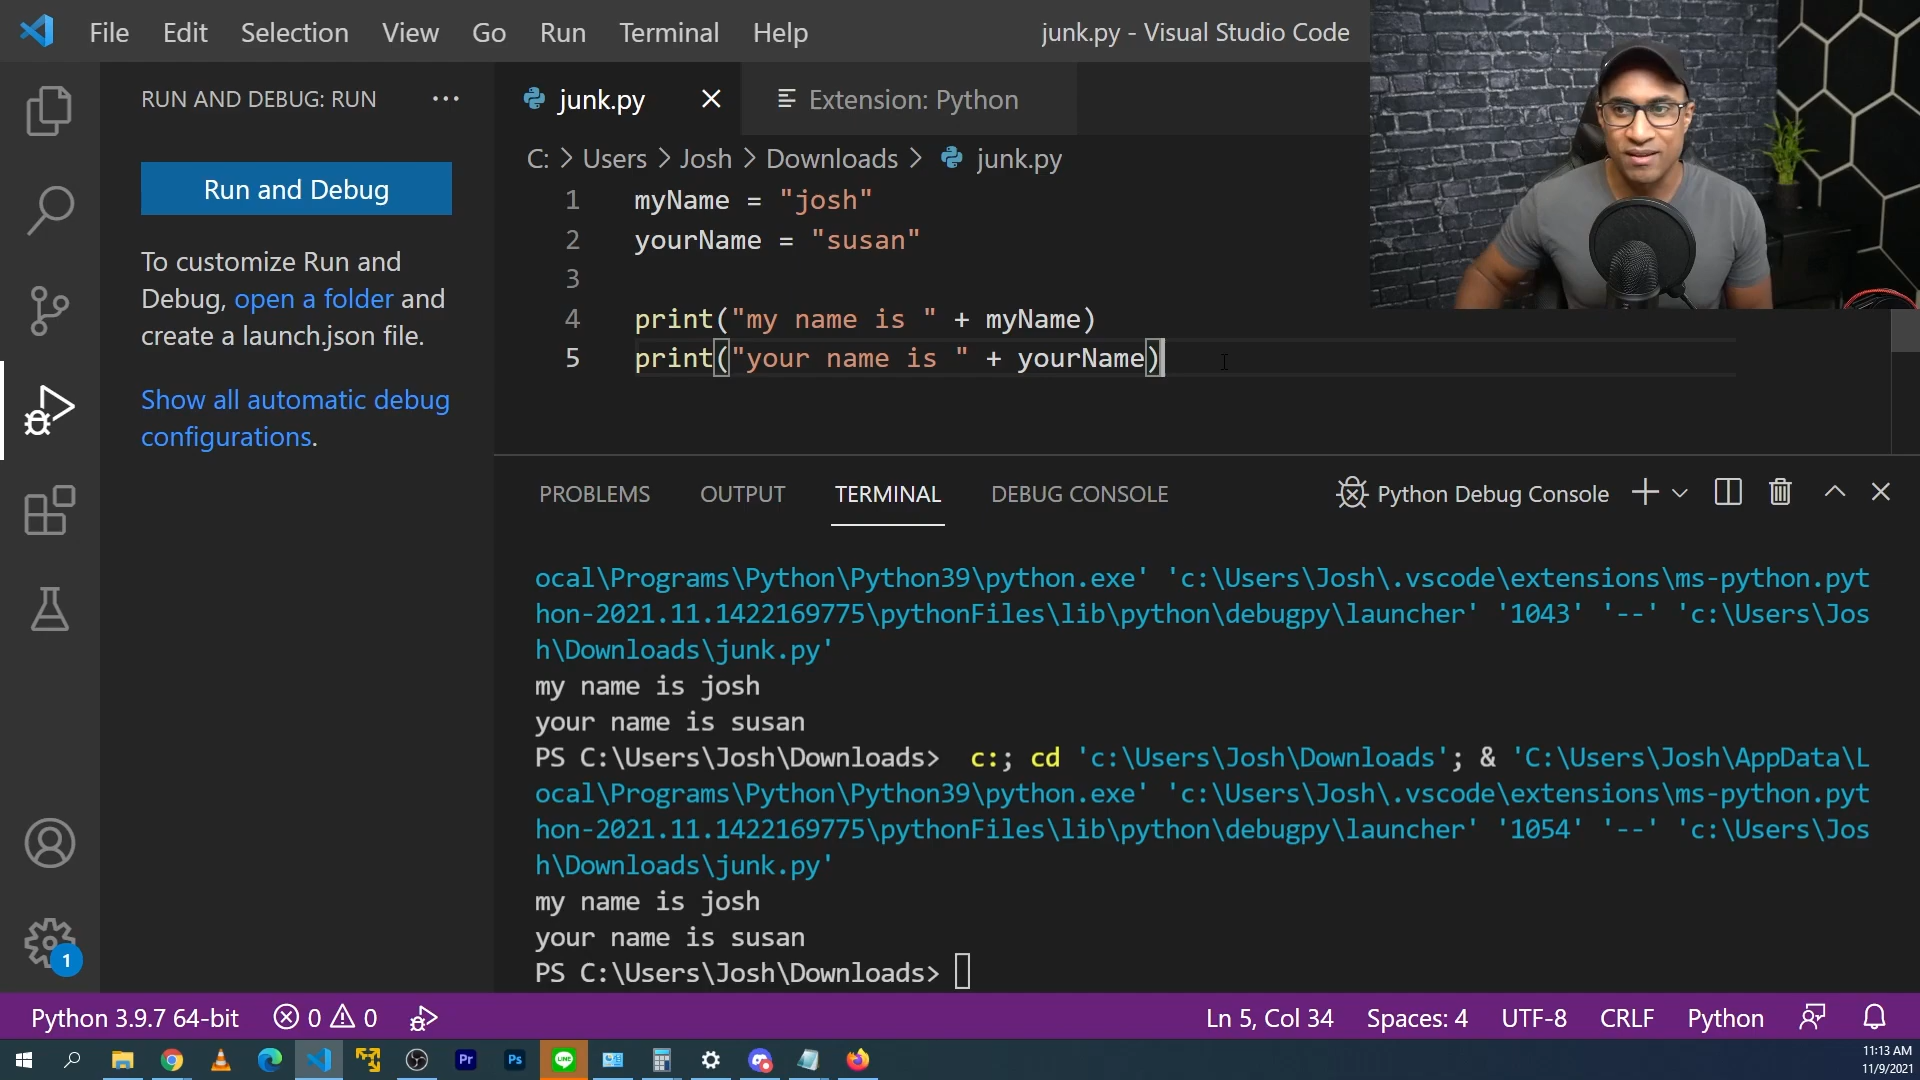 File Edit Selection View Go Run Terminal Help
junk.py - Visual Studio Code
RUN AND DEBUG: RUN
Run and Debug
To customize Run and
Debug, open a folder and
create a launch.json file.
Show all automatic debug
configurations.
junk.py
Extension: Python
C: > Users > Josh > Downloads > junk.py
1 myName = "josh"
2 yourName = "susan"
3
4 print("my name is " + myName)
5 print("your name is " + yourName)
PROBLEMS OUTPUT TERMINAL DEBUG CONSOLE
Python Debug Console
ocal\Programs\Python\Python39\python.exe' 'c:\Users\Josh\.vscode\extensions\ms-python.pyt
hon-2021.11.1422169775\pythonFiles\lib\python\debugpy\launcher' '1043' '--' 'c:\Users\Jos
h\Downloads\junk.py'
my name is josh
your name is susan
PS C:\Users\Josh\Downloads>  c:; cd 'c:\Users\Josh\Downloads'; & 'C:\Users\Josh\AppData\L
ocal\Programs\Python\Python39\python.exe' 'c:\Users\Josh\.vscode\extensions\ms-python.pyt
hon-2021.11.1422169775\pythonFiles\lib\python\debugpy\launcher' '1054' '--' 'c:\Users\Jos
h\Downloads\junk.py'
my name is josh
your name is susan
PS C:\Users\Josh\Downloads>
1
Python 3.9.7 64-bit 0 0
Ln 5, Col 34 Spaces: 4 UTF-8 CRLF Python
Pr Ps LINE
11:13 AM
11/9/2021